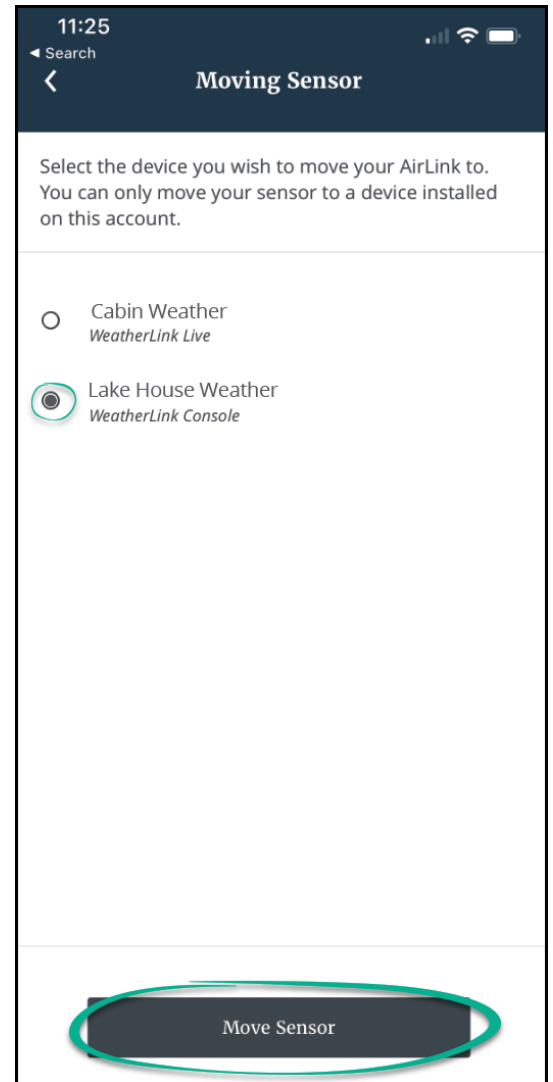 11:25
◄ Search
Moving Sensor
Select the device you wish to move your AirLink to.
You can only move your sensor to a device installed
on this account.
Cabin Weather
WeatherLink Live
Lake House Weather
WeatherLink Console
Move Sensor